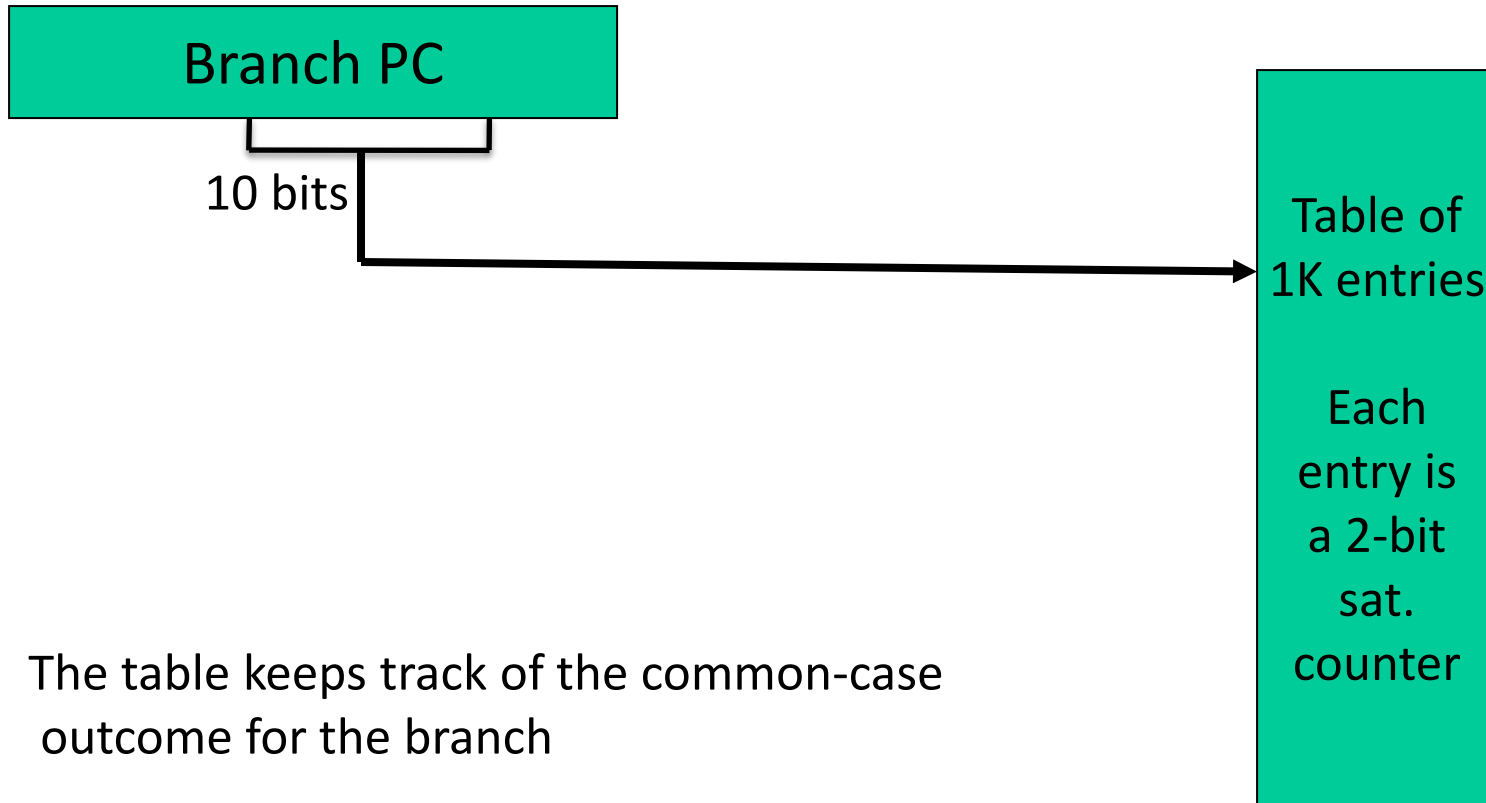 Branch PC
10 bits
Table of
1K entries
Each
entry is
a 2-bit
sat.
counter
The table keeps track of the common-case
outcome for the branch